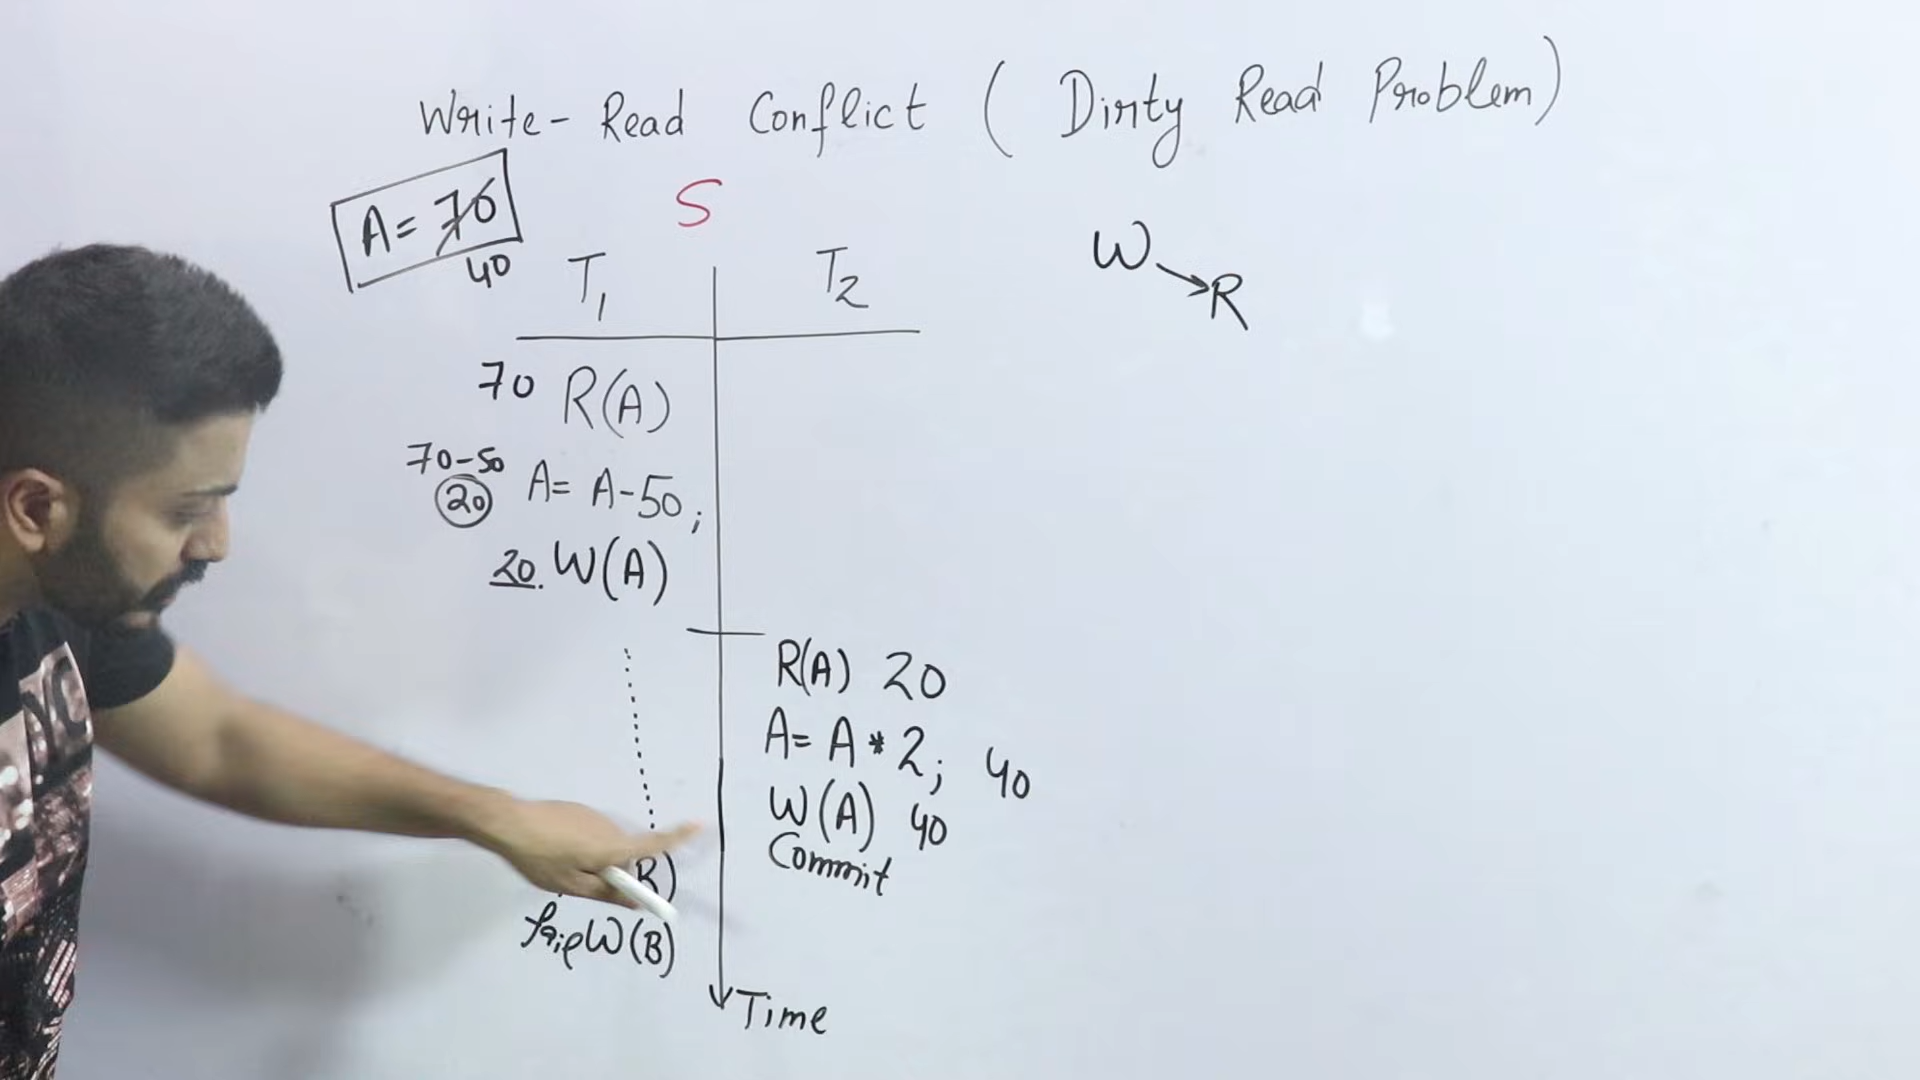 Write-Read Conflict ( Dirty Read Problem)
A= 70
40
S
T1 T2
W
R
70 R(A)
70-50
20 A= A-50;
20. W(A)
R(A) 20
A= A*2; 40
W(A) 40
Commit
B)
fail W(B)
Time